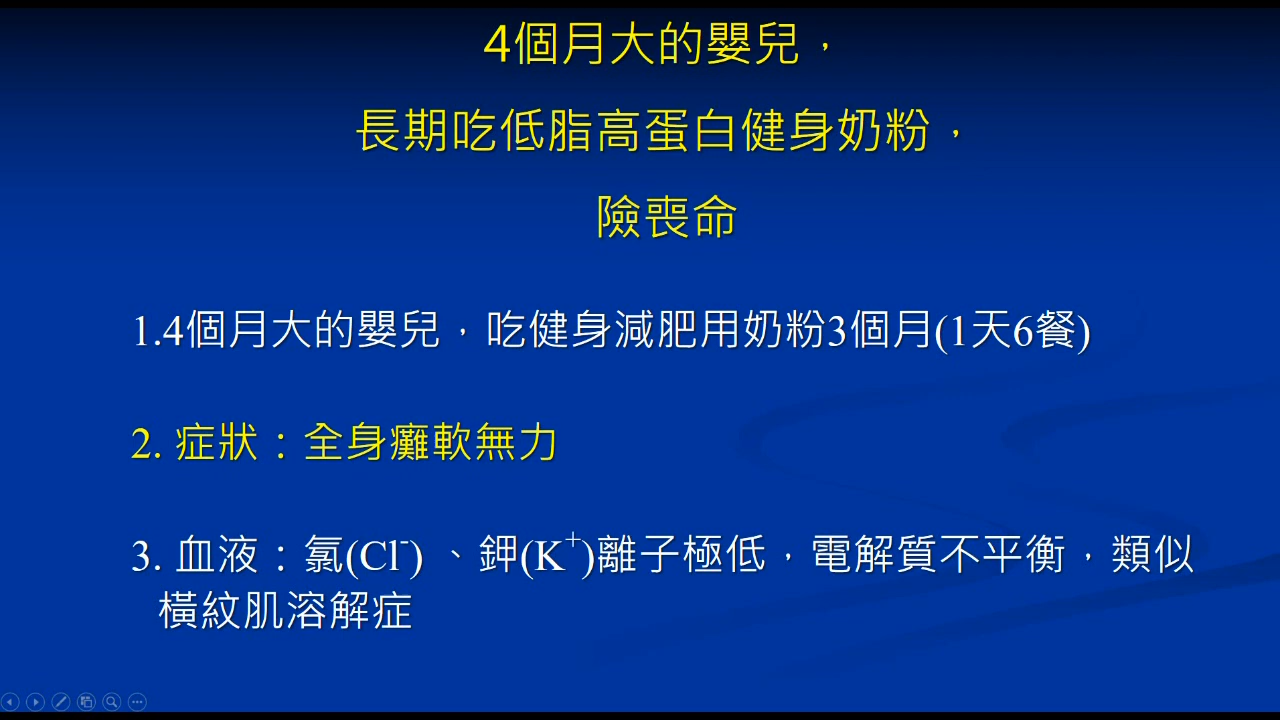 4個月大的嬰兒，
長期吃低脂高蛋白健身奶粉，
險喪命
1.4個月大的嬰兒，吃健身減肥用奶粉3個月(1天6餐)
2. 症狀：全身癱軟無力
3. 血液：氯(Cl⁻) 、鉀(K⁺)離子極低，電解質不平衡，類似
橫紋肌溶解症